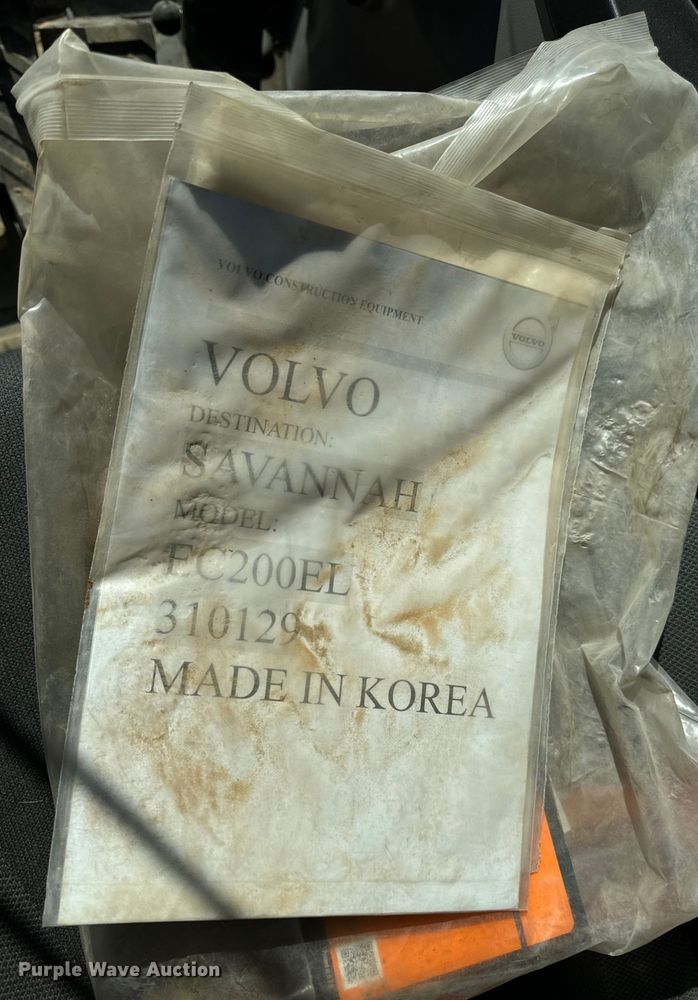 VOLVO CONSTRUCTION EQUIPMENT
VOLVO
VOLVO
DESTINATION:
SAVANNAH
MODEL:
EC200EL
310129
MADE IN KOREA
Purple Wave Auction